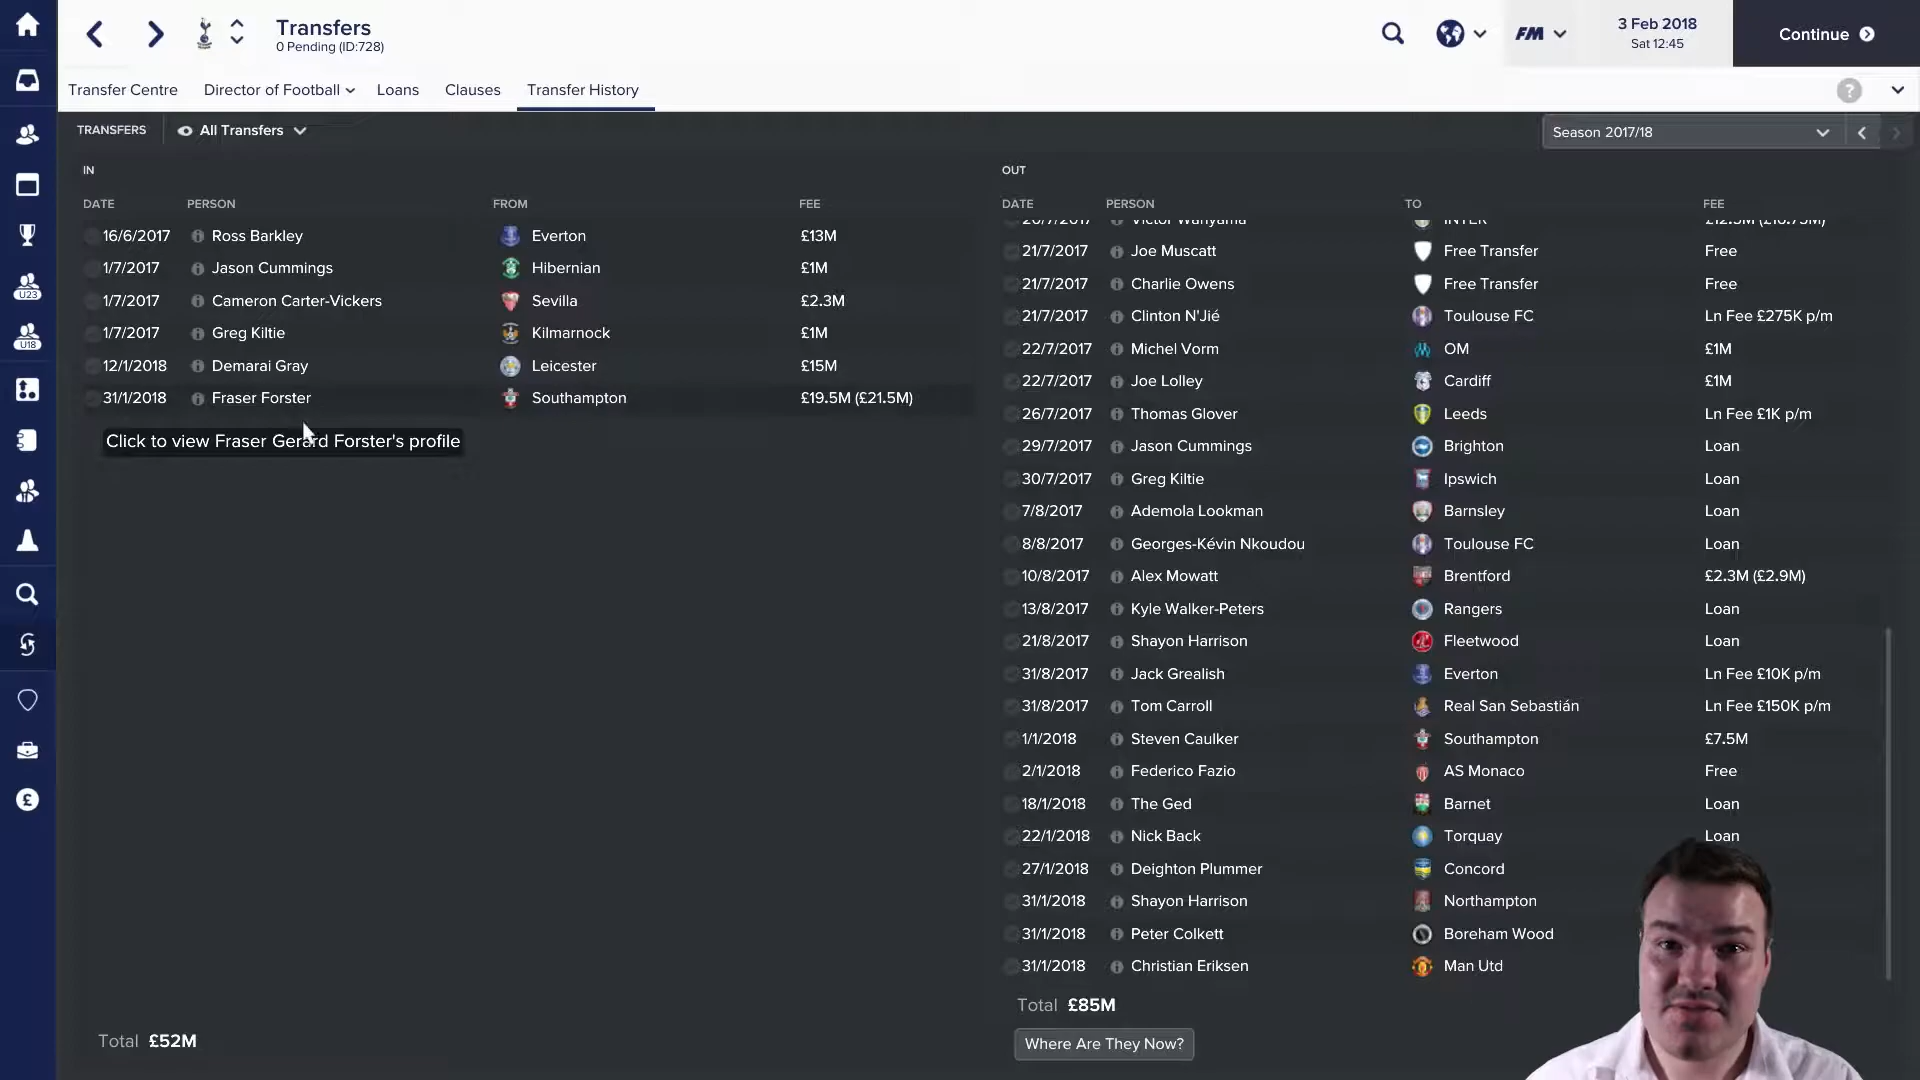 Transfers
0 Pending (ID:728)
FM
3 Feb 2018
Sat 12:45
Continue
Transfer Centre Director of Football Loans Clauses Transfer History
?
TRANSFERS All Transfers
Season 2017/18
IN
DATE PERSON FROM FEE
16/6/2017 Ross Barkley Everton £13M
1/7/2017 Jason Cummings Hibernian £1M
1/7/2017 Cameron Carter-Vickers Sevilla £2.3M
1/7/2017 Greg Kiltie Kilmarnock £1M
12/1/2018 Demarai Gray Leicester £15M
31/1/2018 Fraser Forster Southampton £19.5M (£21.5M)
Click to view Fraser Gerard Forster's profile
Total £52M
OUT
DATE PERSON TO FEE
Victor Wanyama INTER
21/7/2017 Joe Muscatt Free Transfer Free
21/7/2017 Charlie Owens Free Transfer Free
21/7/2017 Clinton N'Jié Toulouse FC Ln Fee £275K p/m
22/7/2017 Michel Vorm OM £1M
22/7/2017 Joe Lolley Cardiff £1M
26/7/2017 Thomas Glover Leeds Ln Fee £1K p/m
29/7/2017 Jason Cummings Brighton Loan
30/7/2017 Greg Kiltie Ipswich Loan
7/8/2017 Ademola Lookman Barnsley Loan
8/8/2017 Georges-Kévin Nkoudou Toulouse FC Loan
10/8/2017 Alex Mowatt Brentford £2.3M (£2.9M)
13/8/2017 Kyle Walker-Peters Rangers Loan
21/8/2017 Shayon Harrison Fleetwood Loan
31/8/2017 Jack Grealish Everton Ln Fee £10K p/m
31/8/2017 Tom Carroll Real San Sebastián Ln Fee £150K p/m
1/1/2018 Steven Caulker Southampton £7.5M
2/1/2018 Federico Fazio AS Monaco Free
18/1/2018 The Ged Barnet Loan
22/1/2018 Nick Back Torquay Loan
27/1/2018 Deighton Plummer Concord
31/1/2018 Shayon Harrison Northampton
31/1/2018 Peter Colkett Boreham Wood
31/1/2018 Christian Eriksen Man Utd
Total £85M
Where Are They Now?
U23
U18
£